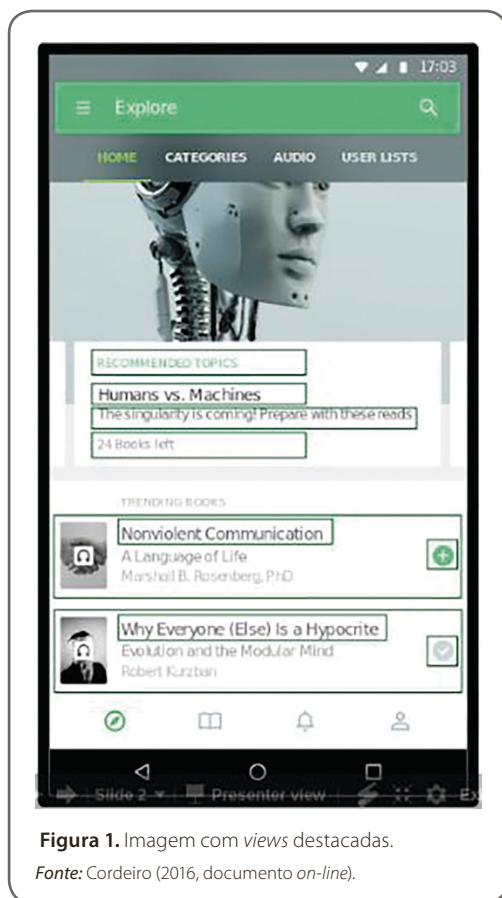 17:03
Explore
HOME CATEGORIES AUDIO USER LISTS
RECOMMENDED TOPICS
Humans vs. Machines
The singularity is coming! Prepare with these reads
24 Books left
TRENDING BOOKS
Nonviolent Communication
A Language of Life
Marshall B. Rosenberg, PhD
Why Everyone (Else) Is a Hypocrite
Evolution and the Modular Mind
Robert Kurzban
Slide 2 Presenter view Ex
Figura 1. Imagem com views destacadas.
Fonte: Cordeiro (2016, documento on-line).